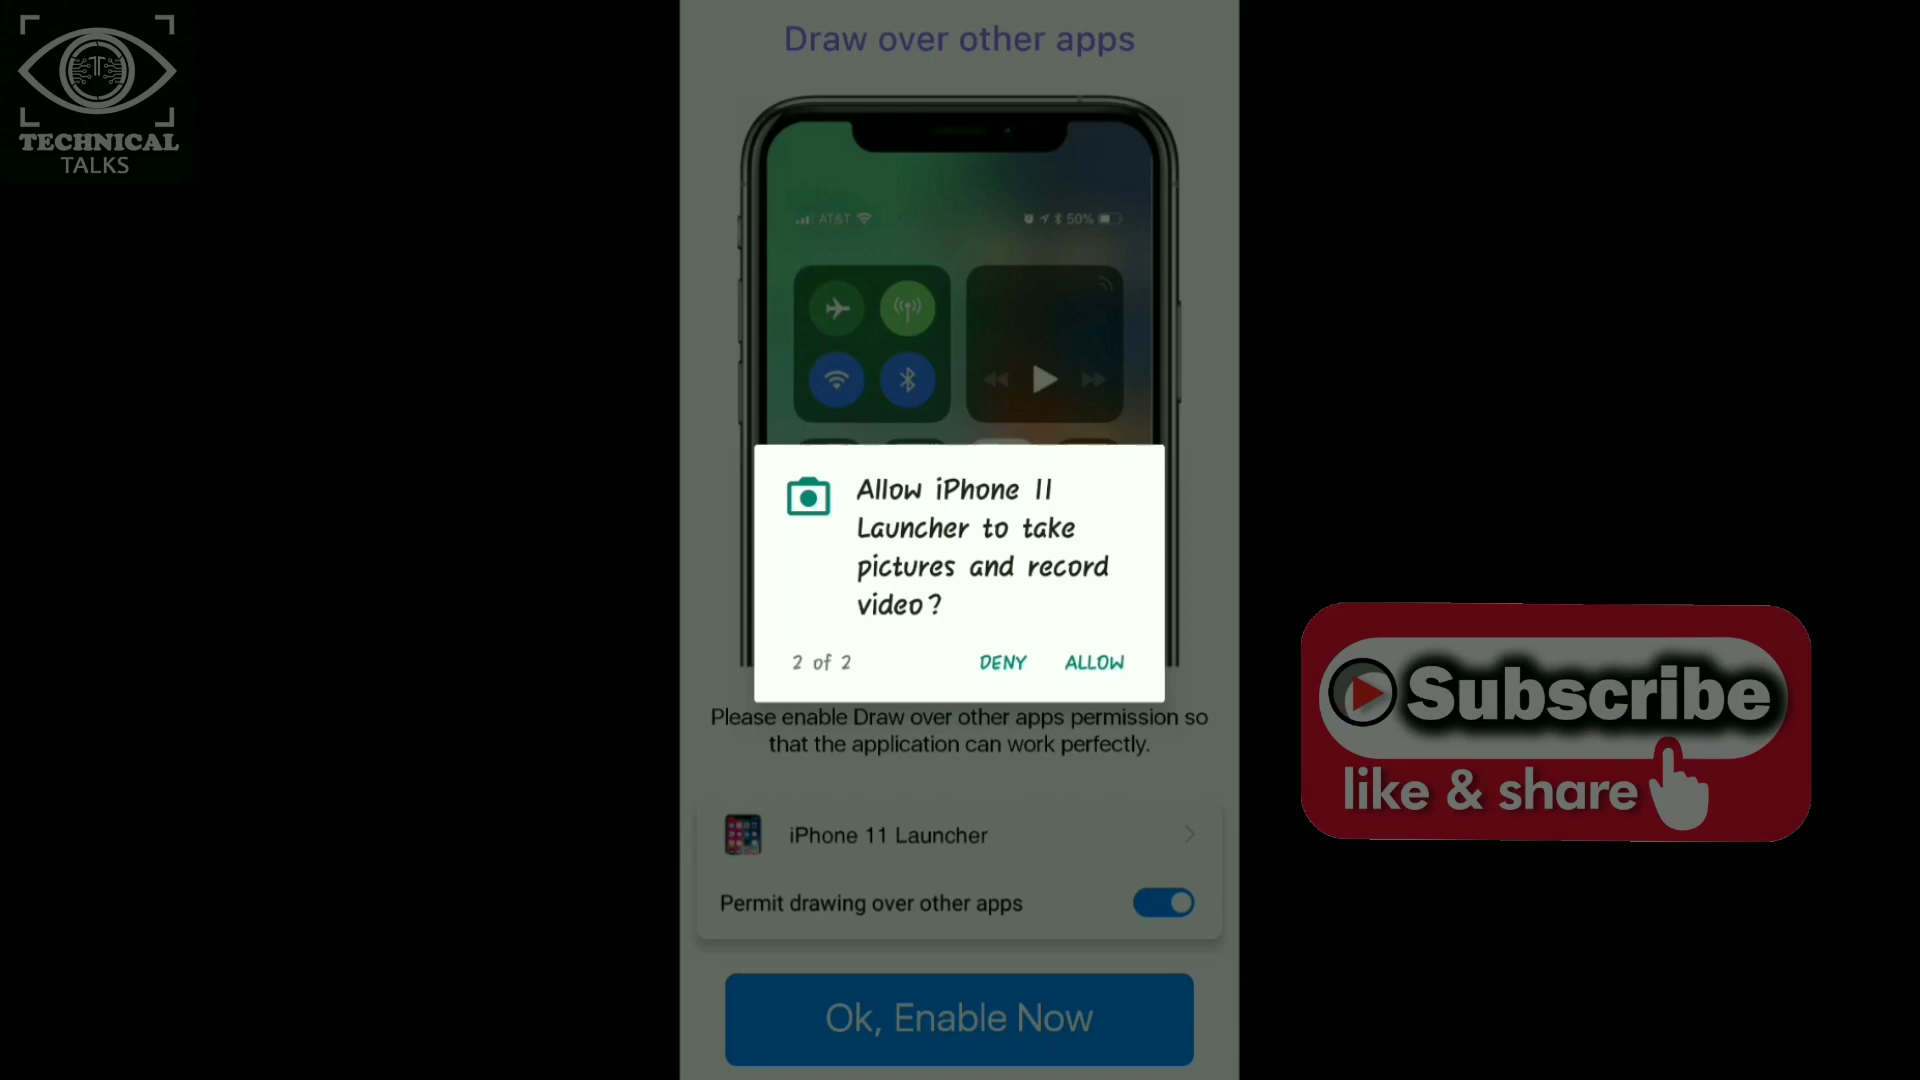 TECHNICAL
TALKS
Draw over other apps
AT&T
50%
Allow iPhone 11
Launcher to take
pictures and record
video?
2 of 2
DENY
ALLOW
Please enable Draw over other apps permission so
that the application can work perfectly.
iPhone 11 Launcher
Permit drawing over other apps
Ok, Enable Now
Subscribe
like & share